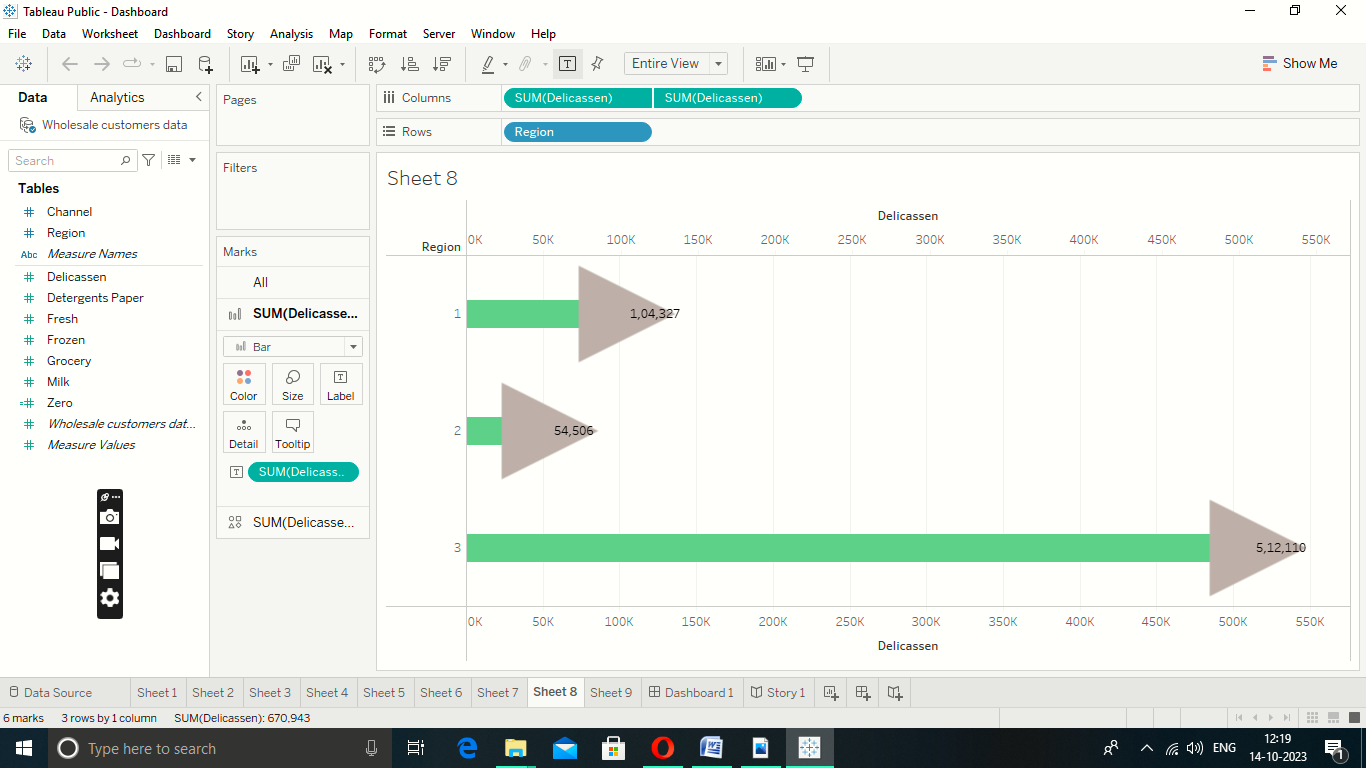 Tableau Public - Dashboard
File Data Worksheet Dashboard Story Analysis Map Format Server Window Help
Entire View
Show Me
Data Analytics
Wholesale customers data
Search
Tables
Channel
Region
Abc Measure Names
Delicassen
Detergents Paper
Fresh
Frozen
Grocery
Milk
Zero
Wholesale customers dat...
Measure Values
Pages
Filters
Marks
All
SUM(Delicasse...
Bar
Color Size Label
Detail Tooltip
SUM(Delicass..
SUM(Delicasse...
Columns SUM(Delicassen) SUM(Delicassen)
Rows Region
Sheet 8
Delicassen
Region 0K 50K 100K 150K 200K 250K 300K 350K 400K 450K 500K 550K
1 1,04,327
2 54,506
3 5,12,110
0K 50K 100K 150K 200K 250K 300K 350K 400K 450K 500K 550K
Delicassen
Data Source Sheet 1 Sheet 2 Sheet 3 Sheet 4 Sheet 5 Sheet 6 Sheet 7 Sheet 8 Sheet 9 Dashboard 1 Story 1
6 marks 3 rows by 1 column SUM(Delicassen): 670,943
Type here to search
ENG
12:19
14-10-2023
1